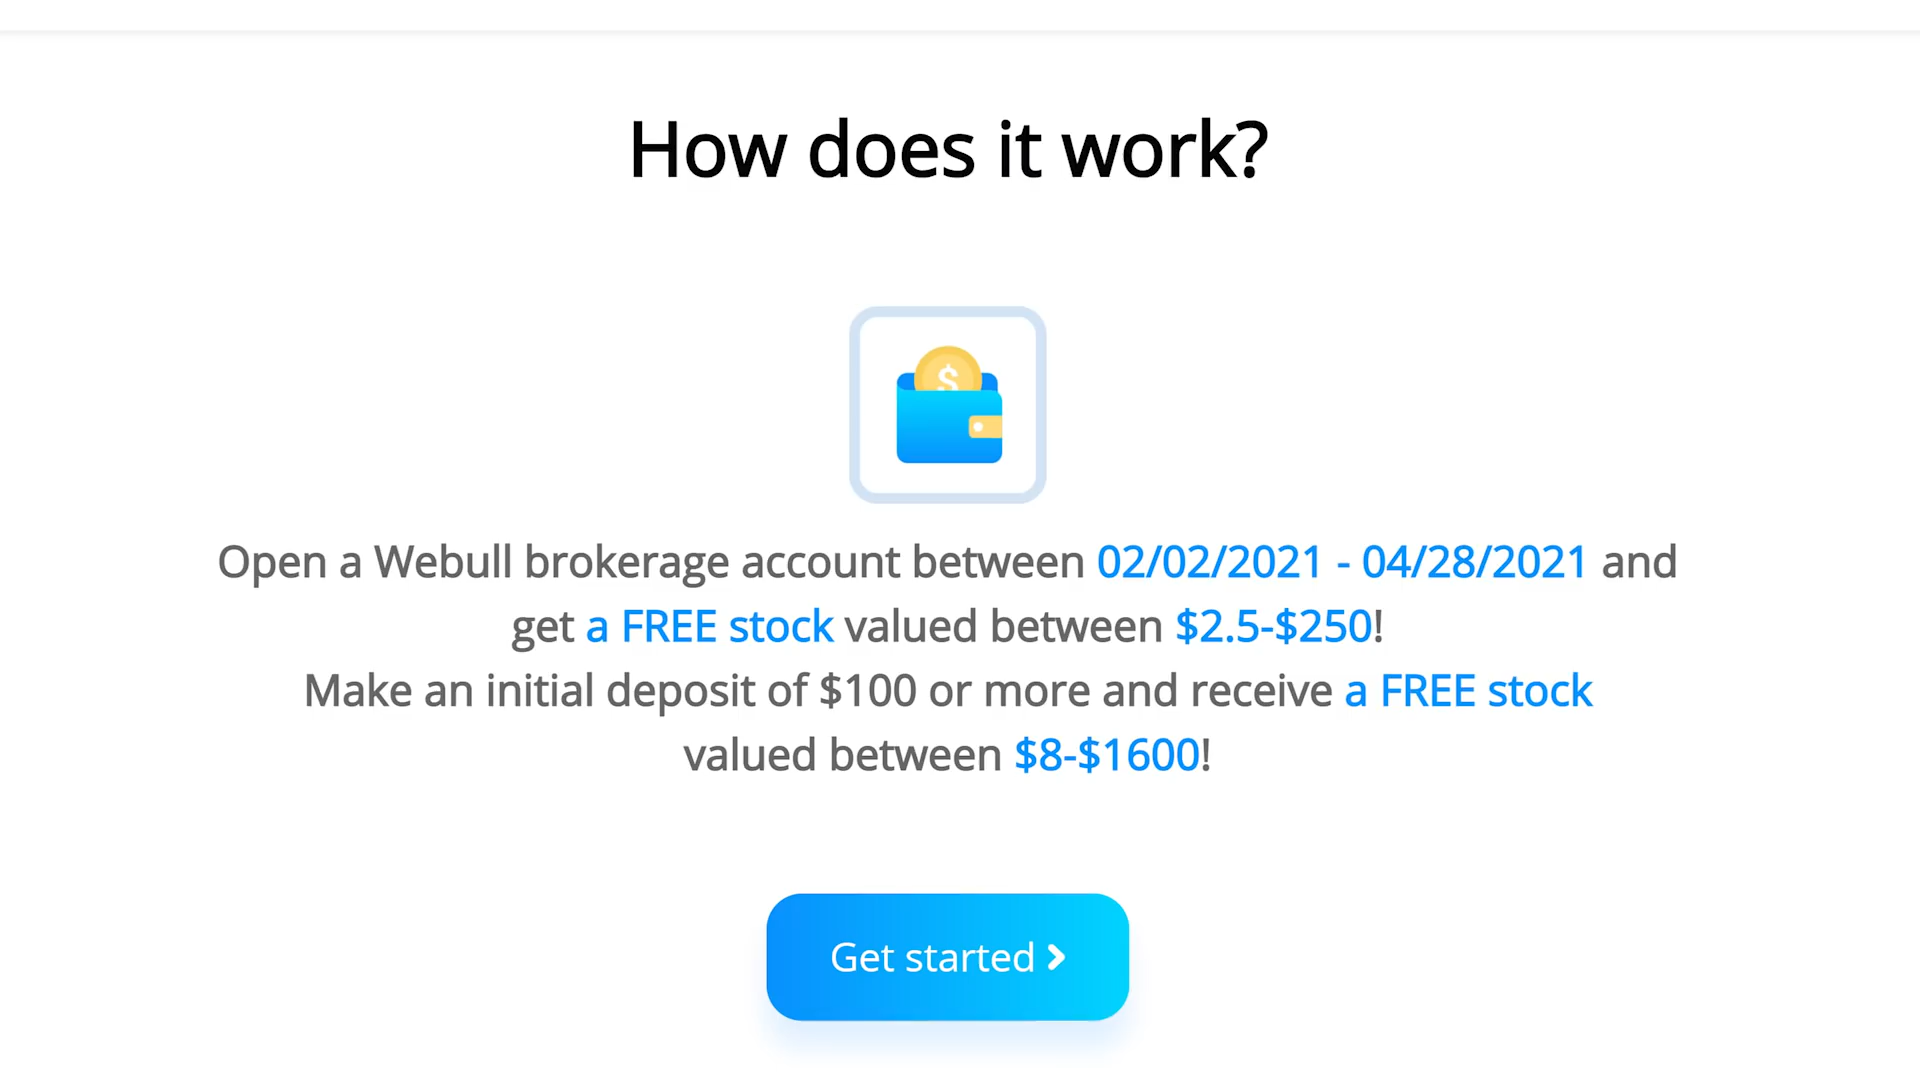 How does it work?
$
Open a Webull brokerage account between 02/02/2021 - 04/28/2021 and
get a FREE stock valued between $2.5-$250!
Make an initial deposit of $100 or more and receive a FREE stock
valued between $8-$1600!
Get started